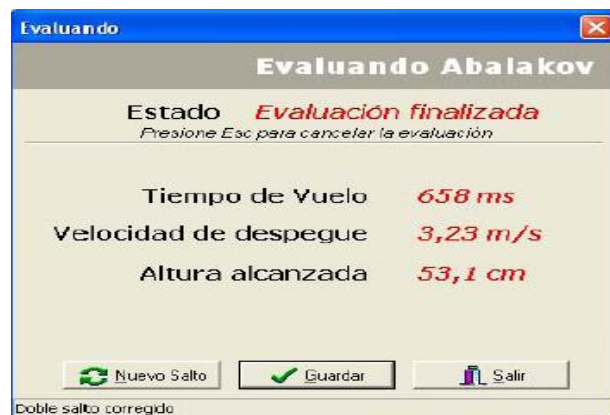 Evaluando
Evaluando Abalakov
Estado Evaluación finalizada
Presione Esc para cancelar la evaluación
Tiempo de Vuelo 658 ms
Velocidad de despegue 3,23 m/s
Altura alcanzada 53,1 cm
Nuevo Salto Guardar Salir
Doble salto corregido